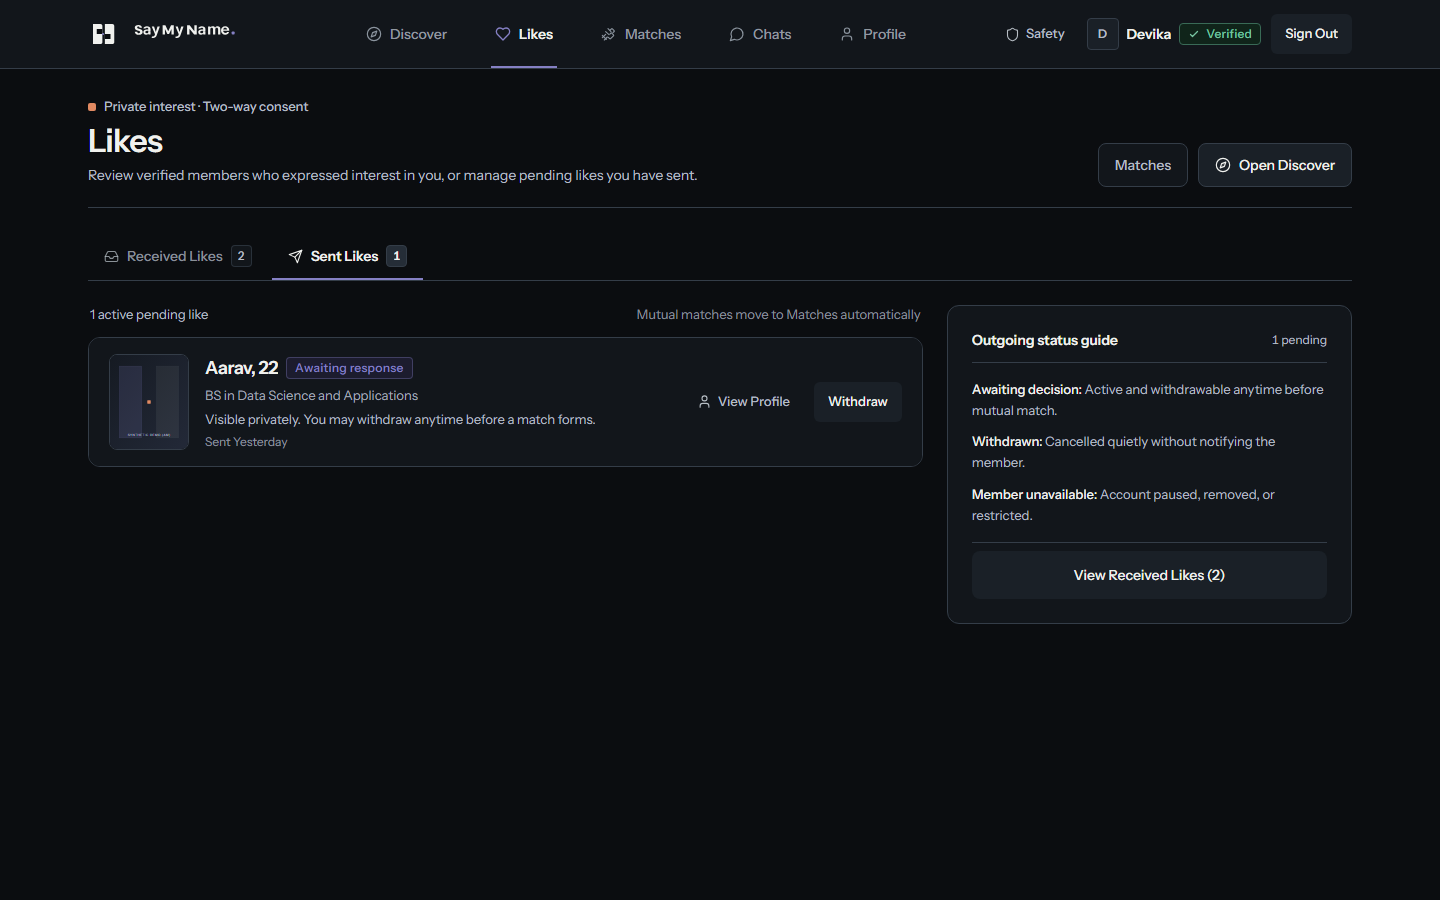 Say My Name.
Discover
Likes
Matches
Chats
Profile
Safety
D
Devika
Verified
Sign Out
Private interest · Two-way consent
Likes
Review verified members who expressed interest in you, or manage pending likes you have sent.
Matches
Open Discover
Received Likes 2
Sent Likes 1
1 active pending like
Mutual matches move to Matches automatically
Aarav, 22
Awaiting response
BS in Data Science and Applications
Visible privately. You may withdraw anytime before a match forms.
Sent Yesterday
View Profile
Withdraw
Outgoing status guide
1 pending
Awaiting decision: Active and withdrawable anytime before
mutual match.
Withdrawn: Cancelled quietly without notifying the
member.
Member unavailable: Account paused, removed, or
restricted.
View Received Likes (2)